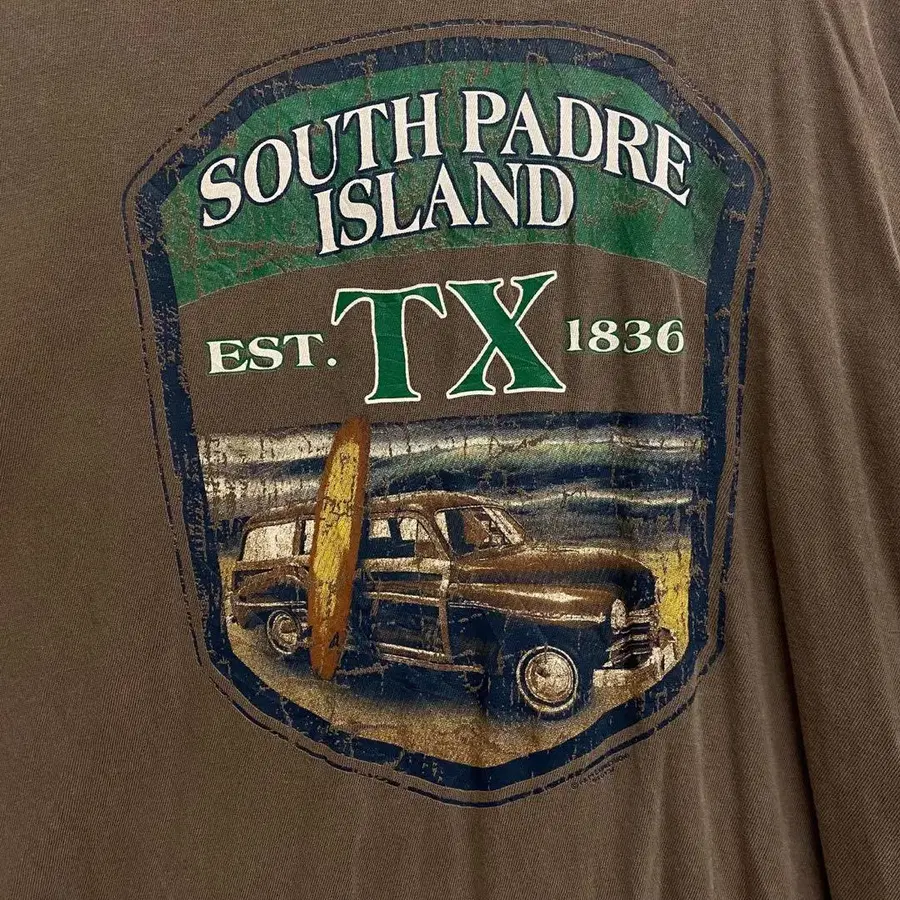 SOUTH PADRE
ISLAND
EST. TX 1836